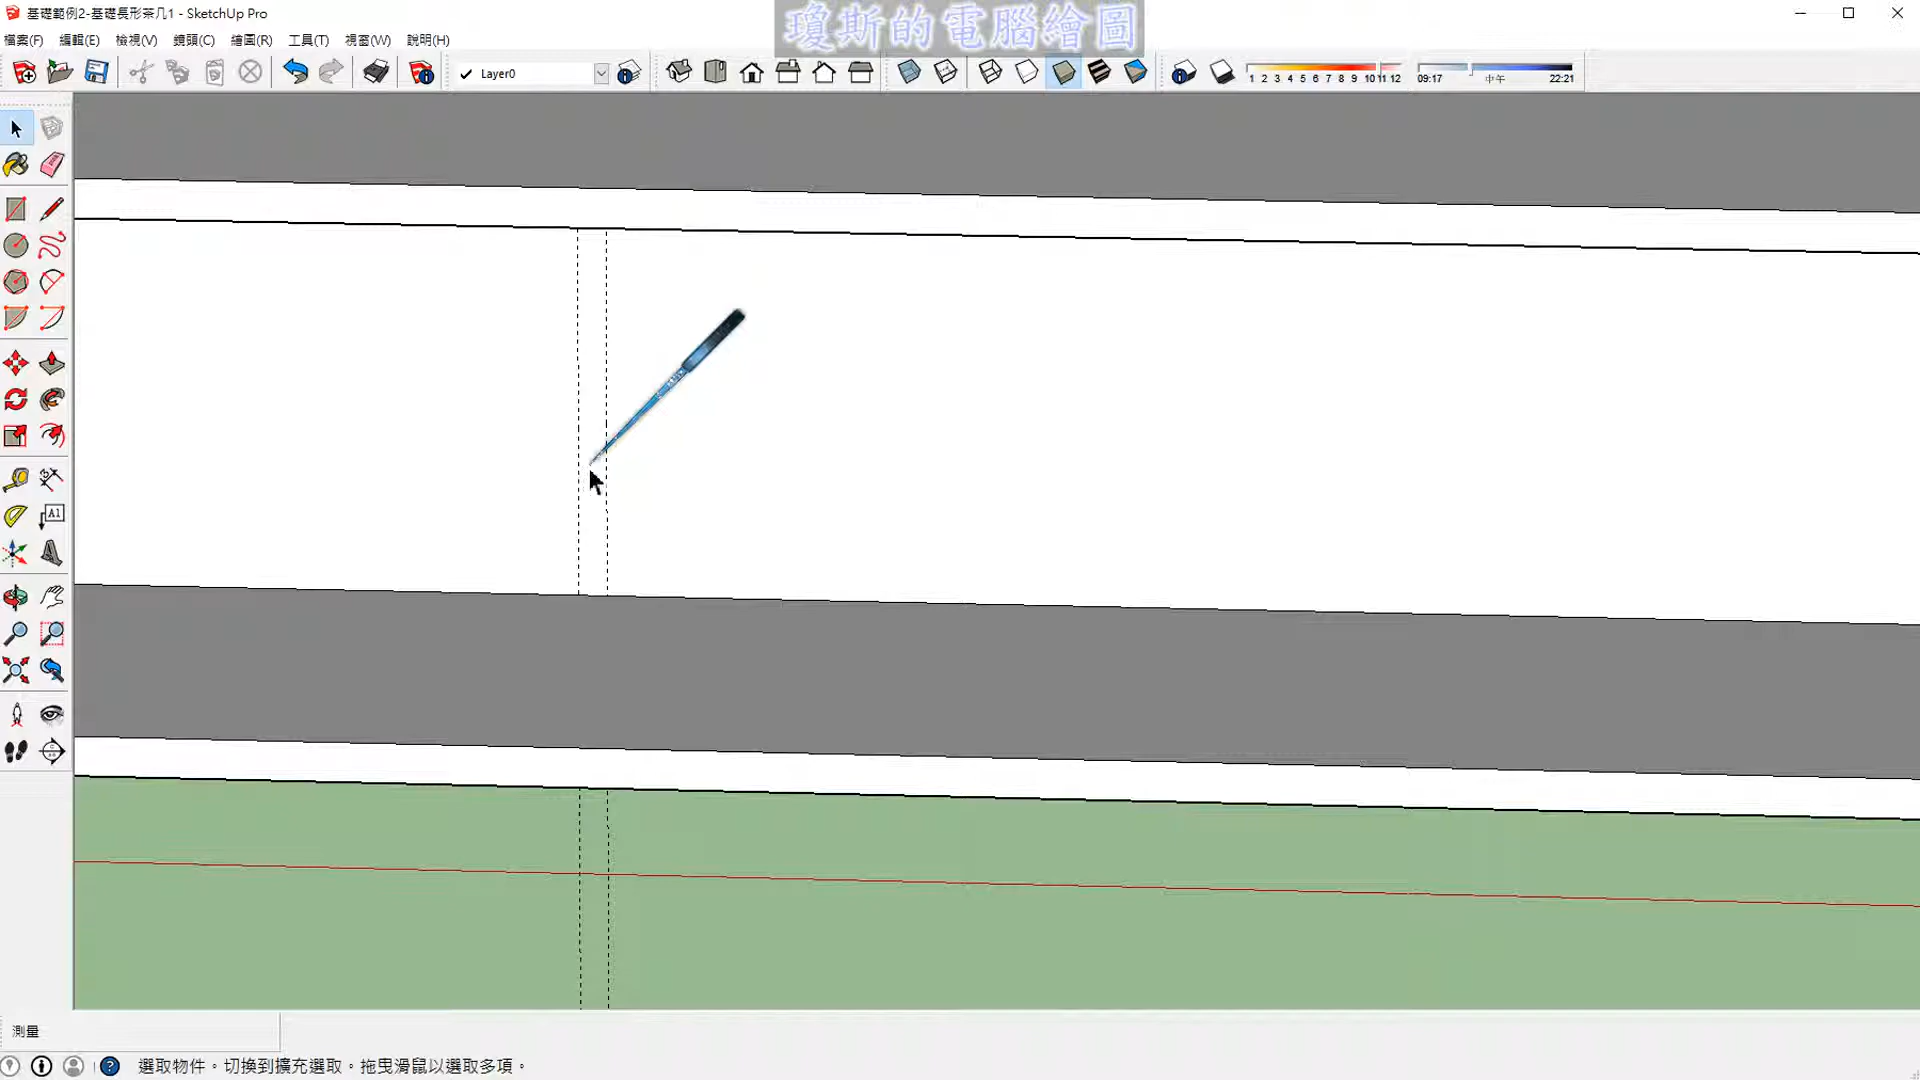 基礎範例2-基礎長形茶几1 - SketchUp Pro
瓊斯的電腦繪圖
檔案(F) 編輯(E) 檢視(V) 鏡頭(C) 繪圖(R) 工具(T) 視窗(W) 說明(H)
Layer0
1 2 3 4 5 6 7 8 9 10 11 12
09:17 中午 22:21
A1
測量
選取物件。切換到擴充選取。拖曳滑鼠以選取多項。